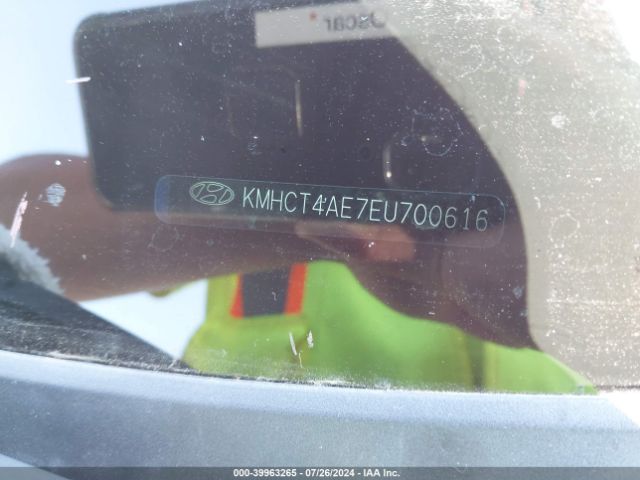 KMHCT4AE7EU700616
000-39963265 - 07/26/2024 - IAA Inc.